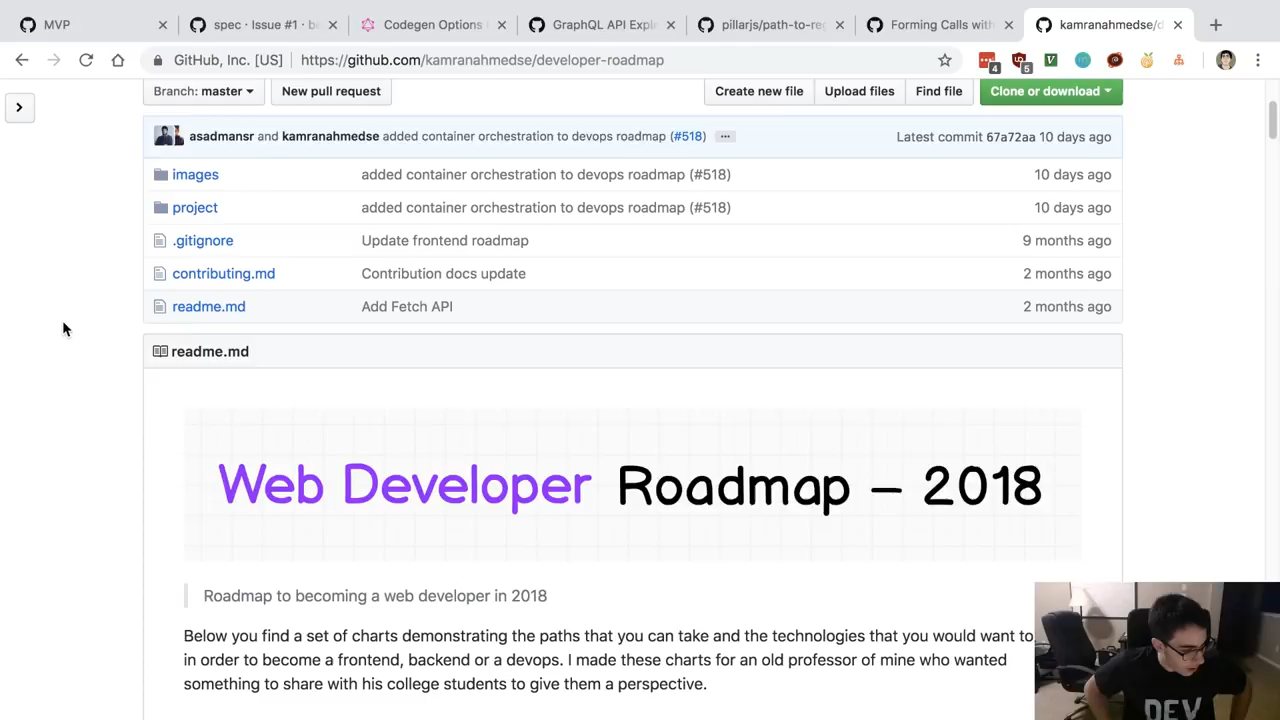 MVP
spec · Issue #1 · b
Codegen Options
GraphQL API Expl
pillarjs/path-to-re
Forming Calls with
kamranahmedse/d
GitHub, Inc. [US]
https://github.com/kamranahmedse/developer-roadmap
4
5
V
Branch: master
New pull request
Create new file
Upload files
Find file
Clone or download
asadmansr and kamranahmedse added container orchestration to devops roadmap (#518)
Latest commit 67a72aa 10 days ago
images
added container orchestration to devops roadmap (#518)
10 days ago
project
added container orchestration to devops roadmap (#518)
10 days ago
.gitignore
Update frontend roadmap
9 months ago
contributing.md
Contribution docs update
2 months ago
readme.md
Add Fetch API
2 months ago
readme.md
Web Developer Roadmap – 2018
Roadmap to becoming a web developer in 2018
Below you find a set of charts demonstrating the paths that you can take and the technologies that you would want to
in order to become a frontend, backend or a devops. I made these charts for an old professor of mine who wanted
something to share with his college students to give them a perspective.
DEV